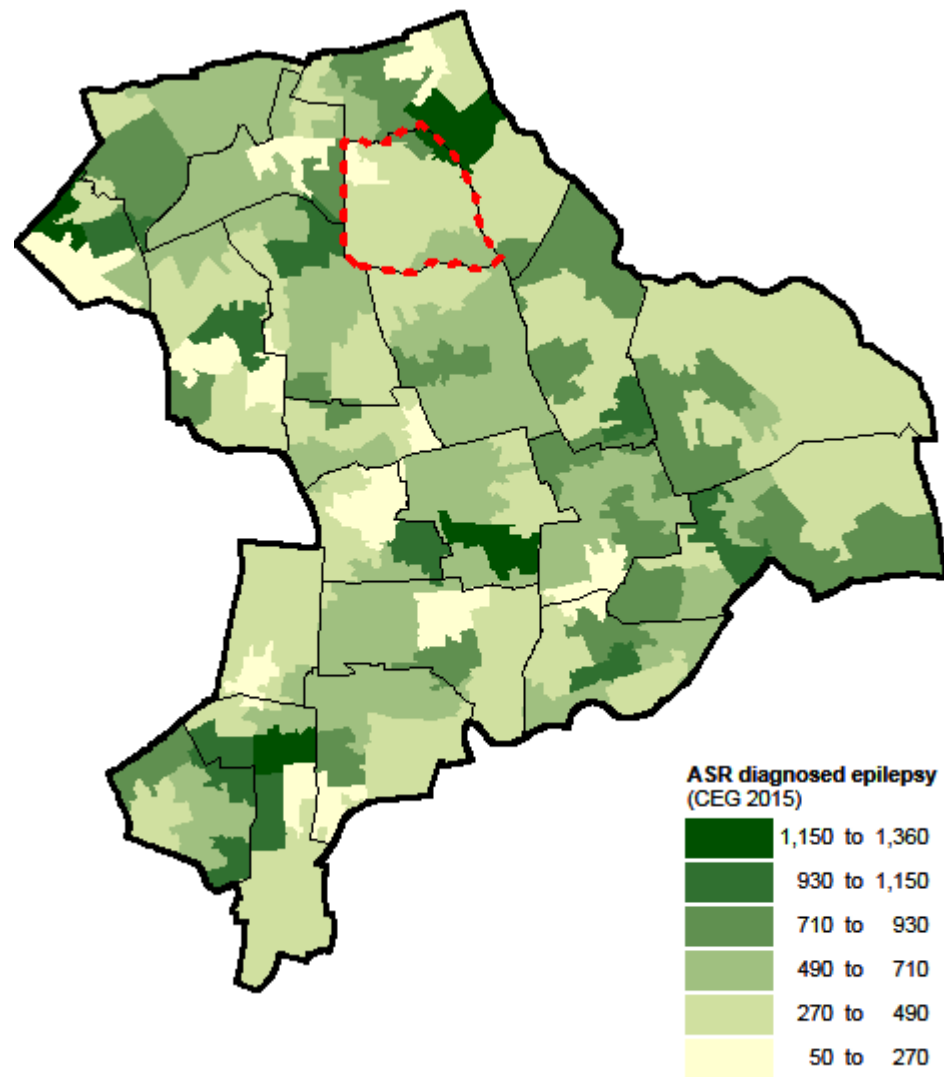 ASR diagnosed epilepsy
(CEG 2015)
1,150 to 1,360
930 to 1,150
710 to 930
490 to 710
270 to 490
50 to 270